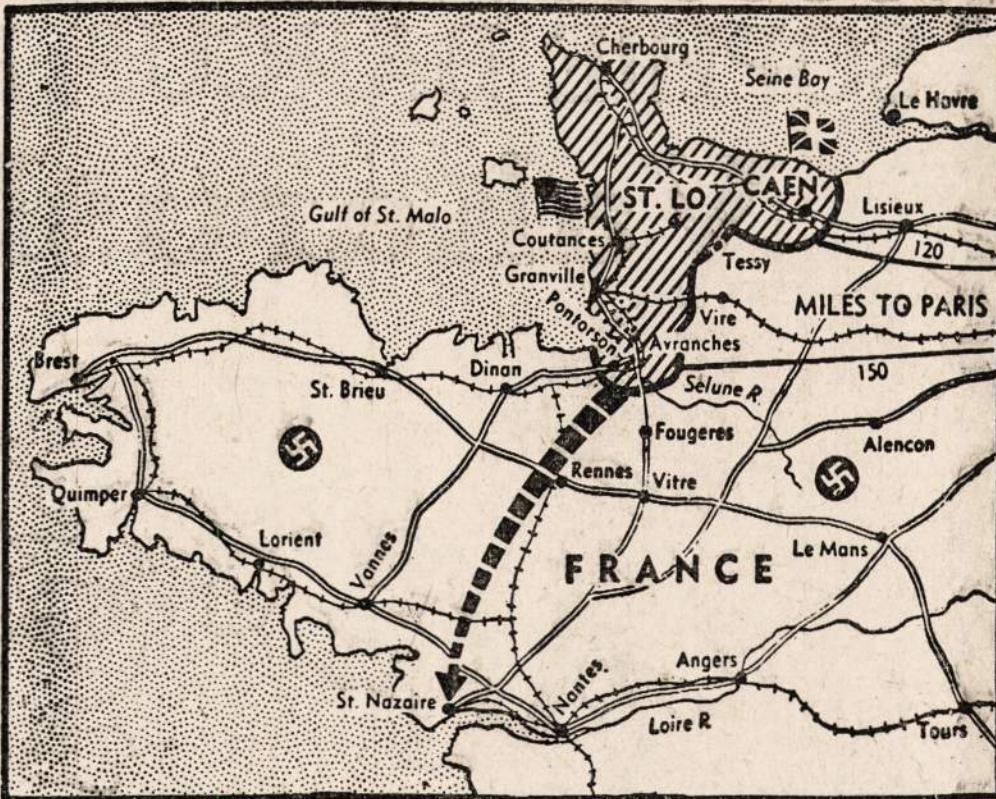 Cherbourg
Seine Bay
Le Havre
ST. LO
CAEN
Gulf of St. Malo
Lisieux
Coutances
120
Tessy
Granville
MILES TO PARIS
Pontorson
Vire
Avranches
Brest
Dinan
150
St. Brieu
Sélune R.
Fougeres
Alencon
Rennes
Vitre
Quimper
Lorient
Le Mans
Vannes
FRANCE
Angers
St. Nazaire
Nantes
Loire R
Tours